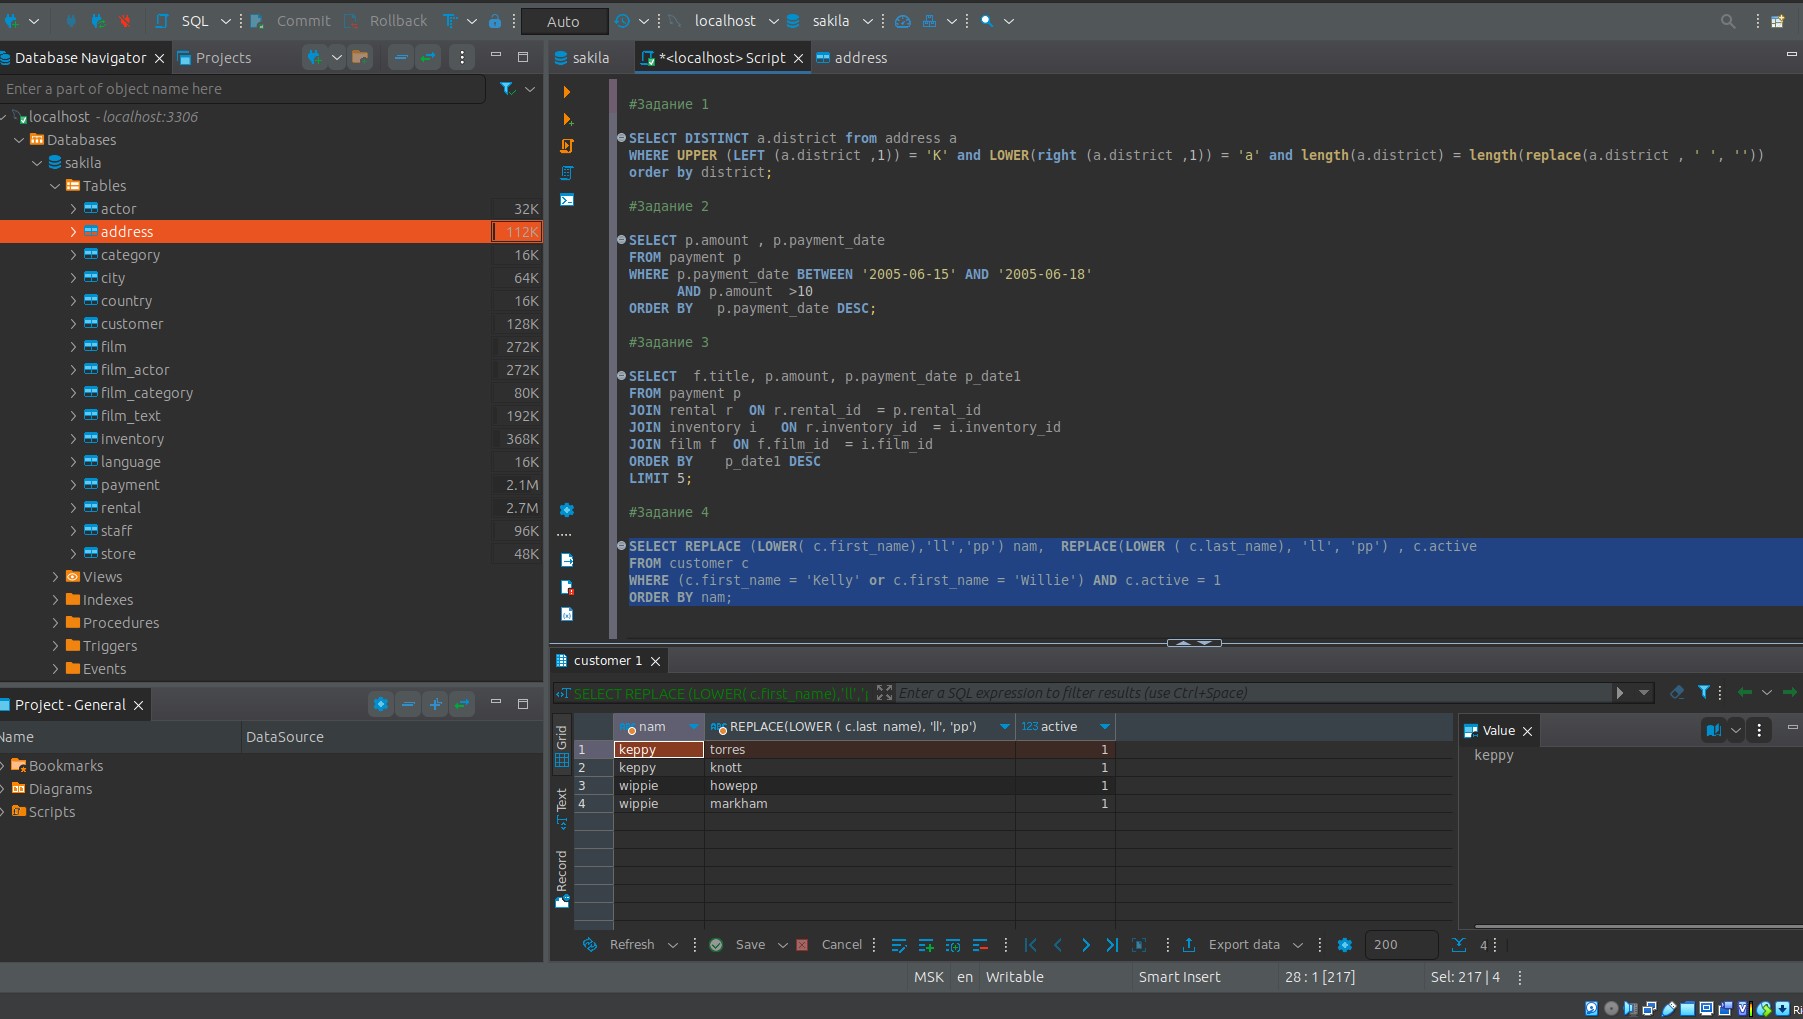 SQL Commit Rollback Auto localhost sakila
Database Navigator Projects
sakila *<localhost> Script address
Enter a part of object name here
localhost - localhost:3306
Databases
sakila
Tables
actor 32K
address 112K
category 16K
city 64K
country 16K
customer 128K
film 272K
film_actor 272K
film_category 80K
film_text 192K
inventory 368K
language 16K
payment 2.1M
rental 2.7M
staff 96K
store 48K
Views
Indexes
Procedures
Triggers
Events
#Задание 1
SELECT DISTINCT a.district from address a
WHERE UPPER (LEFT (a.district ,1)) = 'K' and LOWER(right (a.district ,1)) = 'a' and length(a.district) = length(replace(a.district , ' ', ''))
order by district;
#Задание 2
SELECT p.amount , p.payment_date
FROM payment p
WHERE p.payment_date BETWEEN '2005-06-15' AND '2005-06-18'
AND p.amount >10
ORDER BY p.payment_date DESC;
#Задание 3
SELECT f.title, p.amount, p.payment_date p_date1
FROM payment p
JOIN rental r ON r.rental_id = p.rental_id
JOIN inventory i ON r.inventory_id = i.inventory_id
JOIN film f ON f.film_id = i.film_id
ORDER BY p_date1 DESC
LIMIT 5;
#Задание 4
SELECT REPLACE (LOWER( c.first_name),'ll','pp') nam, REPLACE(LOWER ( c.last_name), 'll', 'pp') , c.active
FROM customer c
WHERE (c.first_name = 'Kelly' or c.first_name = 'Willie') AND c.active = 1
ORDER BY nam;
Project - General
Name DataSource
Bookmarks
Diagrams
Scripts
customer 1
SELECT REPLACE (LOWER( c.first_name),'ll',' Enter a SQL expression to filter results (use Ctrl+Space)
Grid
Text
Record
nam REPLACE(LOWER ( c.last_name), 'll', 'pp') 123 active
1 keppy torres 1
2 keppy knott 1
3 wippie howepp 1
4 wippie markham 1
Value
keppy
Refresh Save Cancel Export data 200 4
MSK en Writable Smart Insert 28 : 1 [217] Sel: 217 | 4
Ri